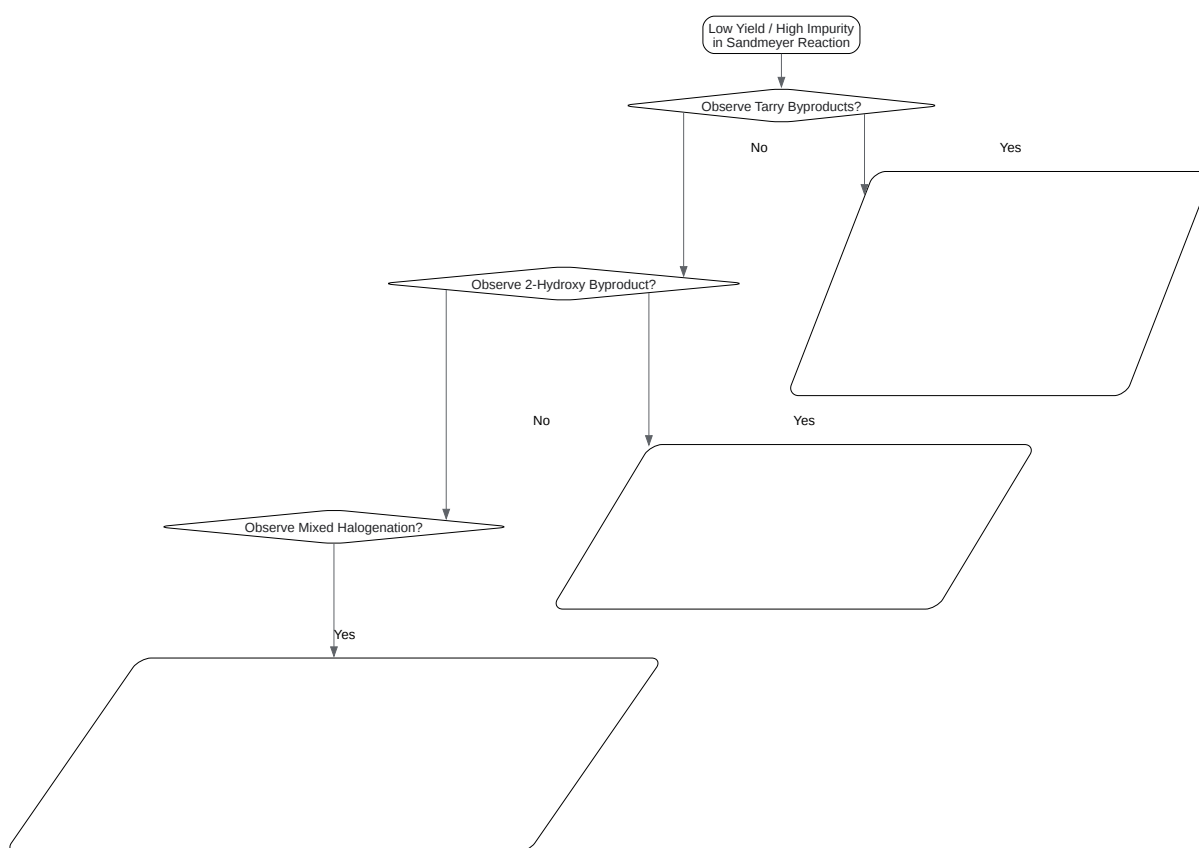 Low Yield / High Impurity
in Sandmeyer Reaction
Observe Tarry Byproducts?
No
Yes
Observe 2-Hydroxy Byproduct?
No
Yes
Observe Mixed Halogenation?
Yes